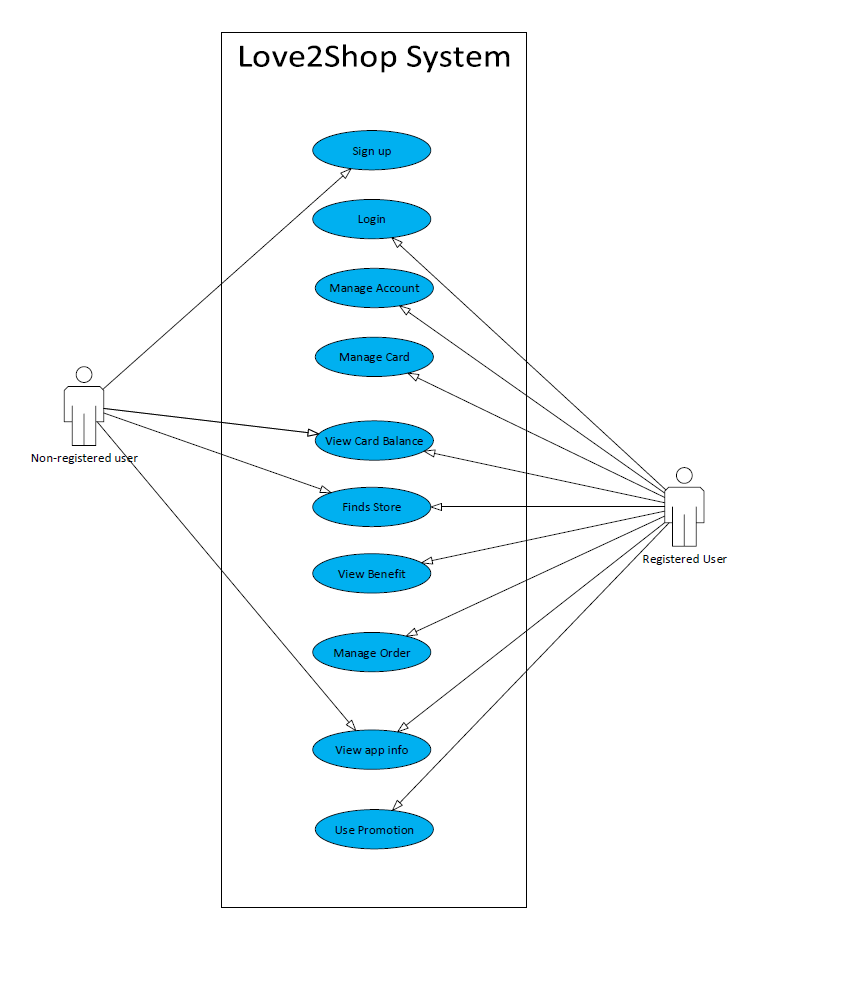 Love2Shop System
Sign up
Login
Manage Account
Manage Card
View Card Balance
Non-registered user
Finds Store
Registered User
View Benefit
Manage Order
View app info
Use Promotion